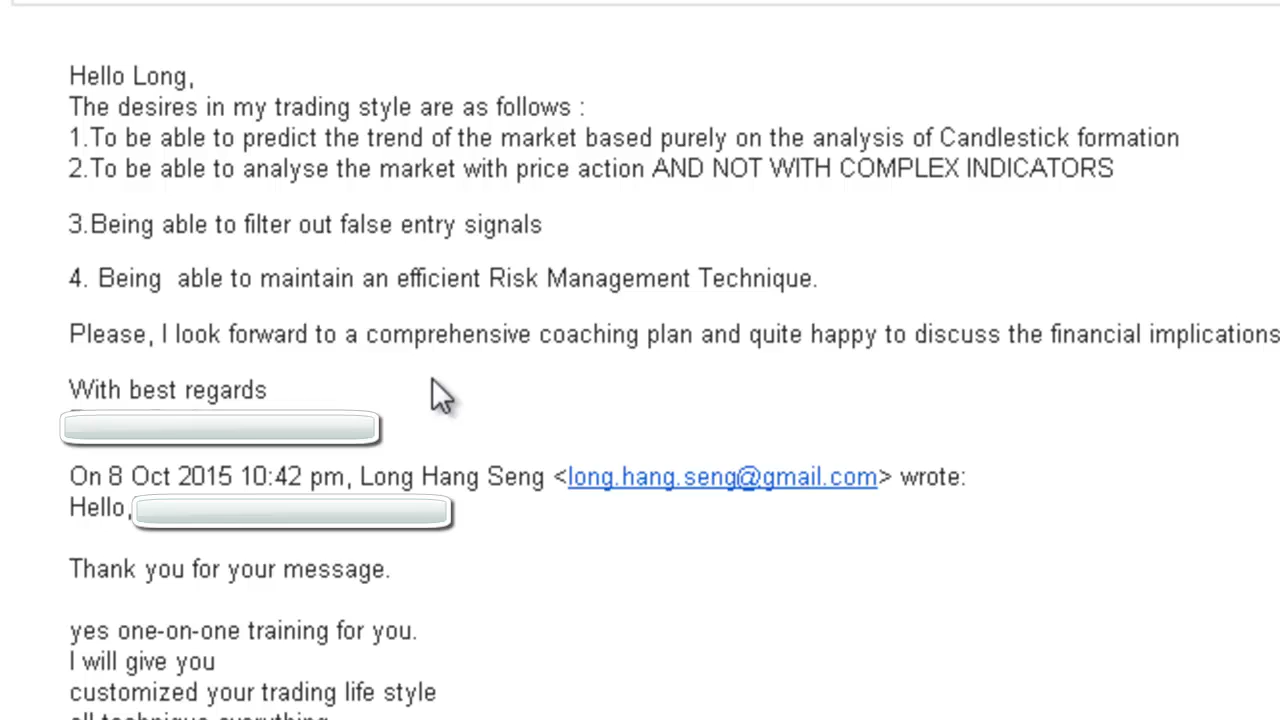 Hello Long,
The desires in my trading style are as follows :
1.To be able to predict the trend of the market based purely on the analysis of Candlestick formation
2.To be able to analyse the market with price action AND NOT WITH COMPLEX INDICATORS
3.Being able to filter out false entry signals
4. Being  able to maintain an efficient Risk Management Technique.
Please, I look forward to a comprehensive coaching plan and quite happy to discuss the financial implications
With best regards
On 8 Oct 2015 10:42 pm, Long Hang Seng <long.hang.seng@gmail.com> wrote:
Hello,
Thank you for your message.
yes one-on-one training for you.
I will give you
customized your trading life style
all technique everything